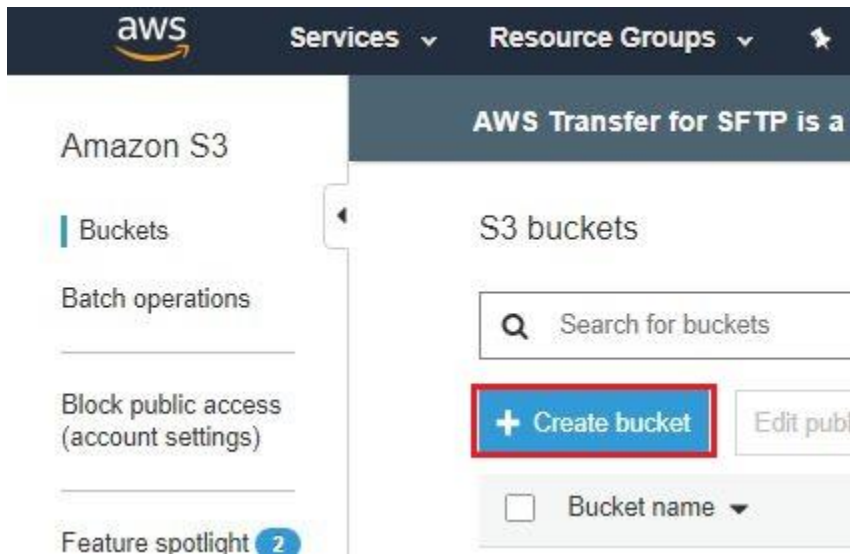 aws Services Resource Groups
AWS Transfer for SFTP is a
Amazon S3
Buckets
Batch operations
Block public access
(account settings)
Feature spotlight 2
S3 buckets
Search for buckets
+ Create bucket Edit publ
Bucket name